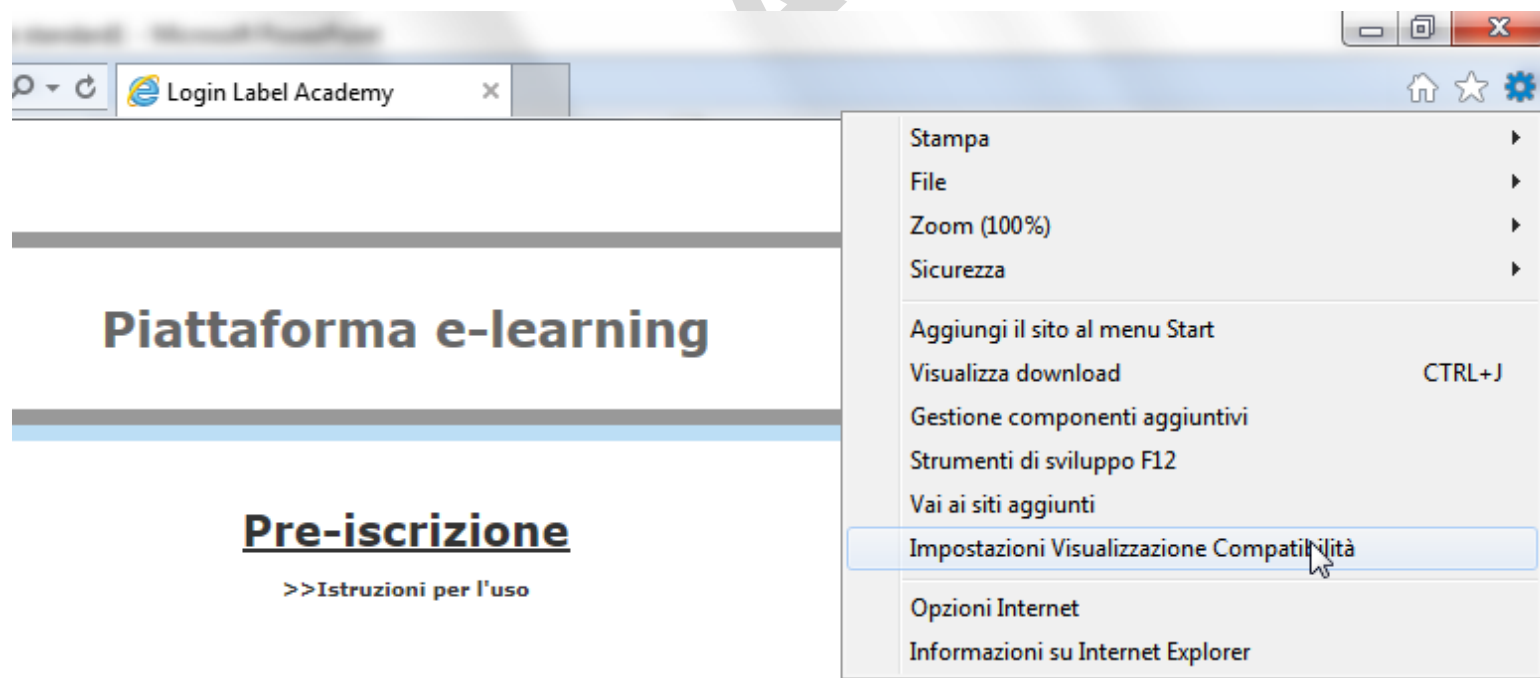 Login Label Academy
Stampa
File
Zoom (100%)
Sicurezza
Aggiungi il sito al menu Start
Visualizza download CTRL+J
Gestione componenti aggiuntivi
Strumenti di sviluppo F12
Vai ai siti aggiunti
Impostazioni Visualizzazione Compatibilità
Opzioni Internet
Informazioni su Internet Explorer
Piattaforma e-learning
Pre-iscrizione
>>Istruzioni per l'uso